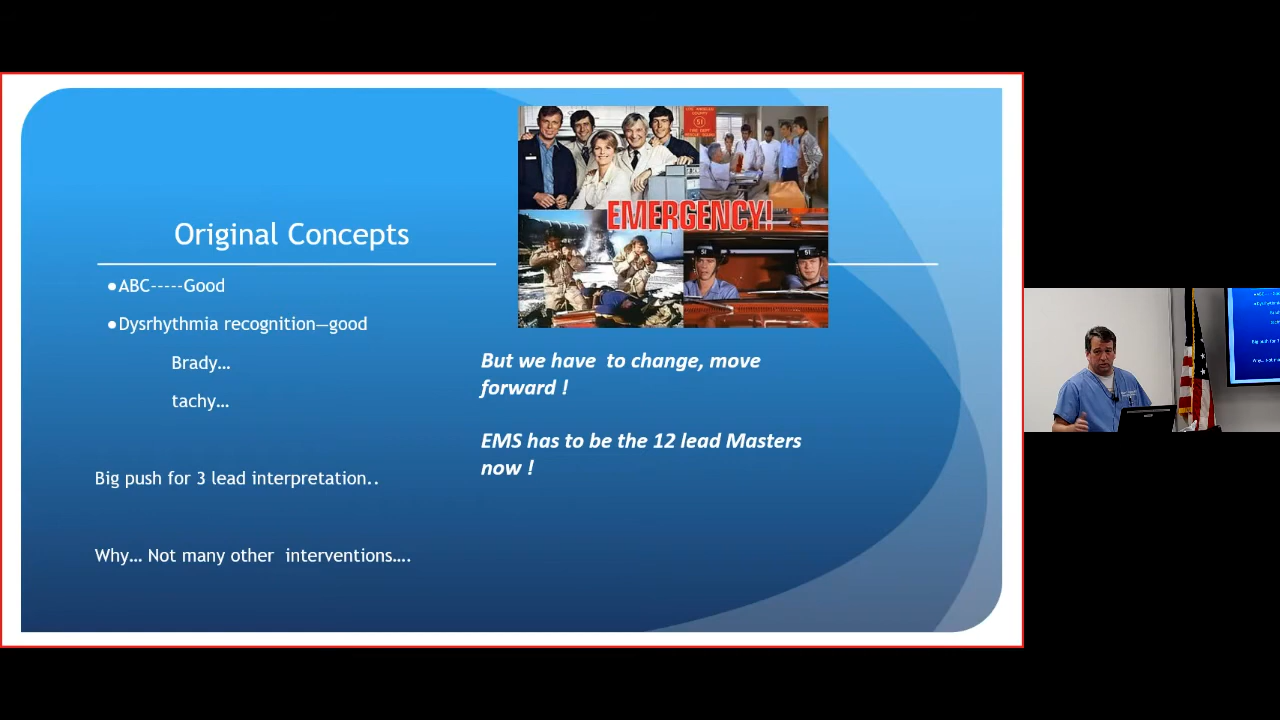 EMERGENCY!
51
Original Concepts
●ABC-----Good
●Dysrhythmia recognition—good
Brady…
tachy…
Big push for 3 lead interpretation..
Why… Not many other interventions….
But we have to change, move
forward !
EMS has to be the 12 lead Masters
now !